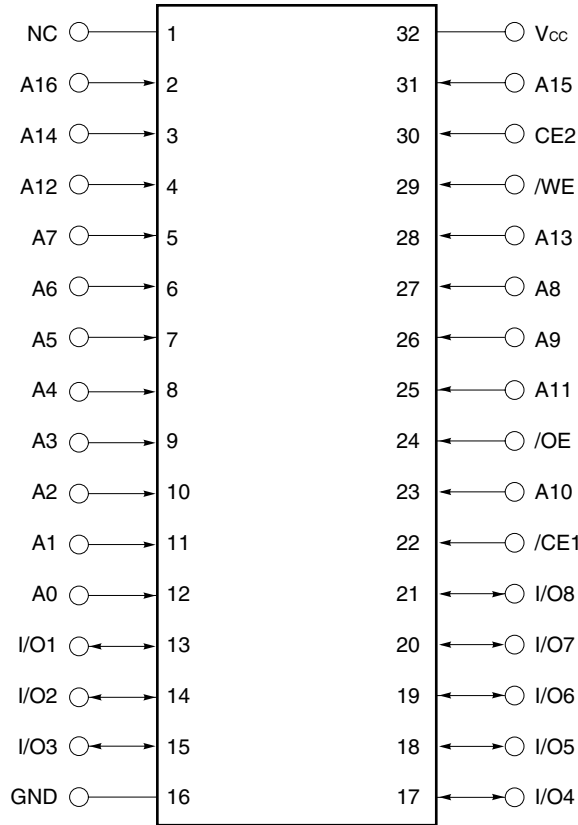 NC 1 32 Vcc
A16 2 31 A15
A14 3 30 CE2
A12 4 29 /WE
A7 5 28 A13
A6 6 27 A8
A5 7 26 A9
A4 8 25 A11
A3 9 24 /OE
A2 10 23 A10
A1 11 22 /CE1
A0 12 21 I/O8
I/O1 13 20 I/O7
I/O2 14 19 I/O6
I/O3 15 18 I/O5
GND 16 17 I/O4